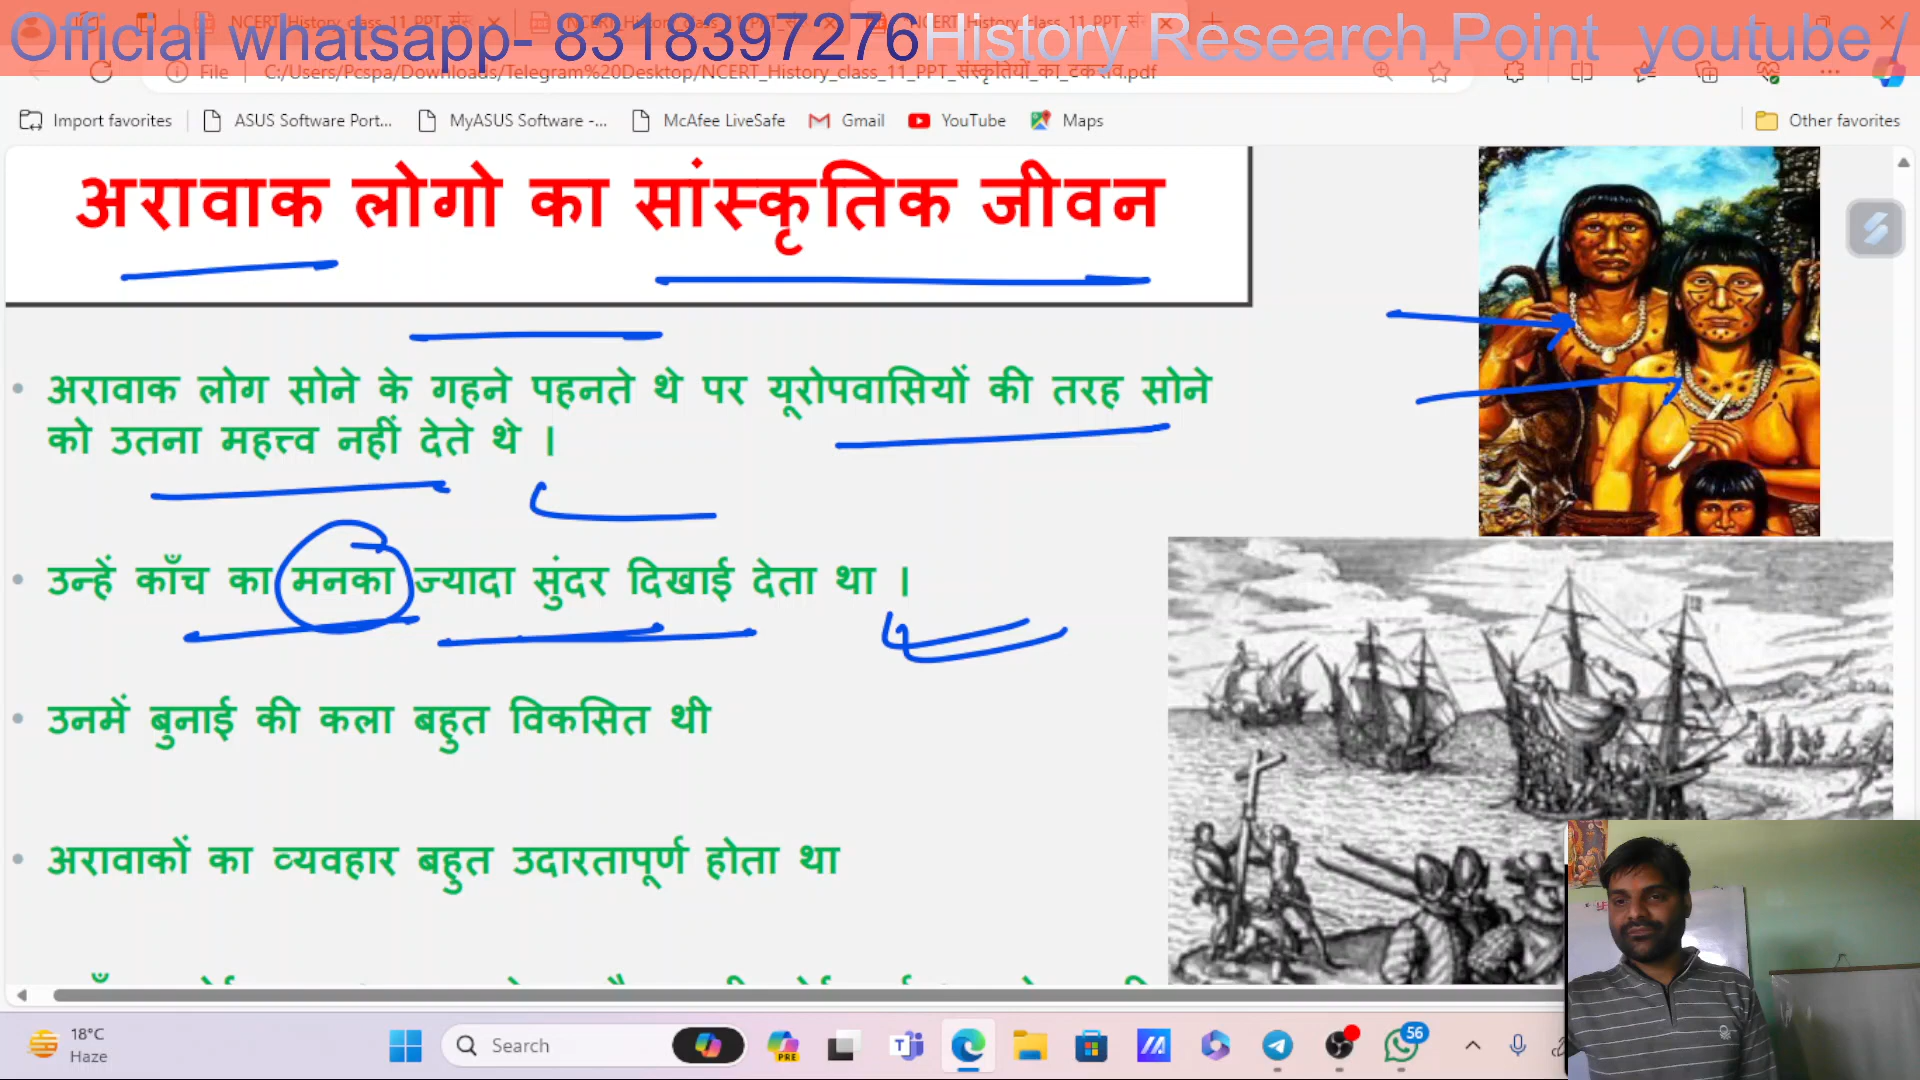 Official whatsapp- 8318397276 History Research Point youtube /
File C:/Users/Pcspa/Downloads/Telegram%20Desktop/NCERT_History_class_11_PPT_संस्कृतियों_का_टकराव.pdf
Import favorites ASUS Software Port... MyASUS Software -... McAfee LiveSafe Gmail YouTube Maps Other favorites
अरावाक लोगो का सांस्कृतिक जीवन
• अरावाक लोग सोने के गहने पहनते थे पर यूरोपवासियों की तरह सोने
को उतना महत्त्व नहीं देते थे ।
• उन्हें काँच का मनका ज्यादा सुंदर दिखाई देता था ।
• उनमें बुनाई की कला बहुत विकसित थी
• अरावाकों का व्यवहार बहुत उदारतापूर्ण होता था
18°C
Haze
Search
PRE
56